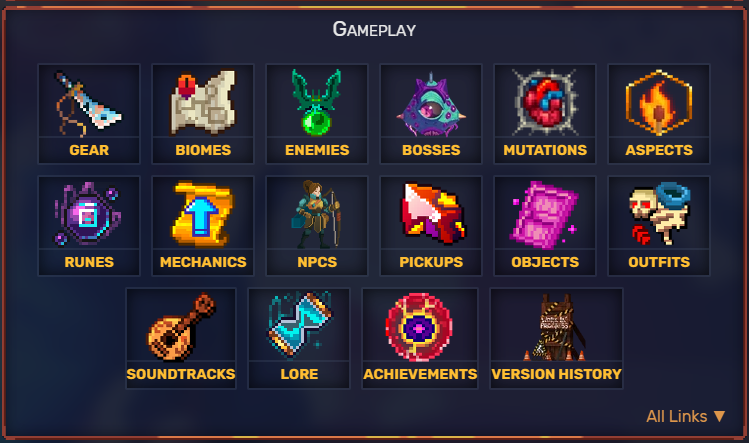 Gameplay
GEAR BIOMES ENEMIES BOSSES MUTATIONS ASPECTS
RUNES MECHANICS NPCS PICKUPS OBJECTS OUTFITS
SOUNDTRACKS LORE ACHIEVEMENTS VERSION HISTORY
All Links ▼